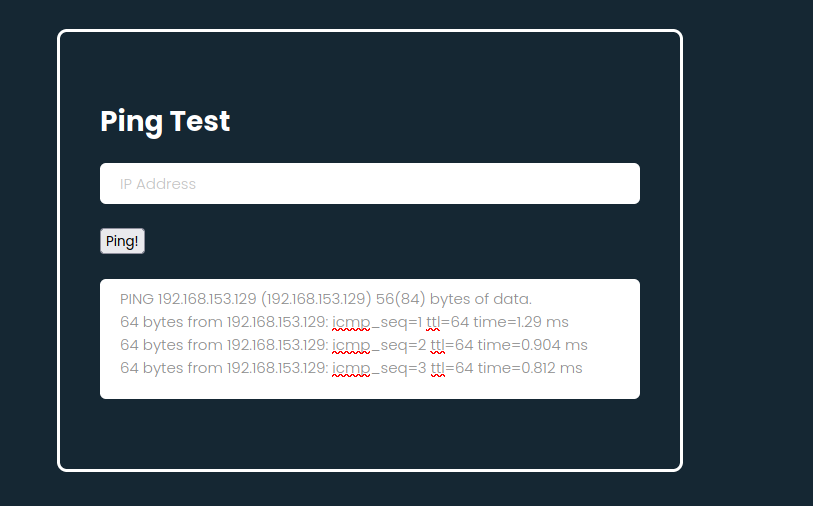 Ping Test
IP Address
Ping!
PING 192.168.153.129 (192.168.153.129) 56(84) bytes of data.
64 bytes from 192.168.153.129: icmp_seq=1 ttl=64 time=1.29 ms
64 bytes from 192.168.153.129: icmp_seq=2 ttl=64 time=0.904 ms
64 bytes from 192.168.153.129: icmp_seq=3 ttl=64 time=0.812 ms